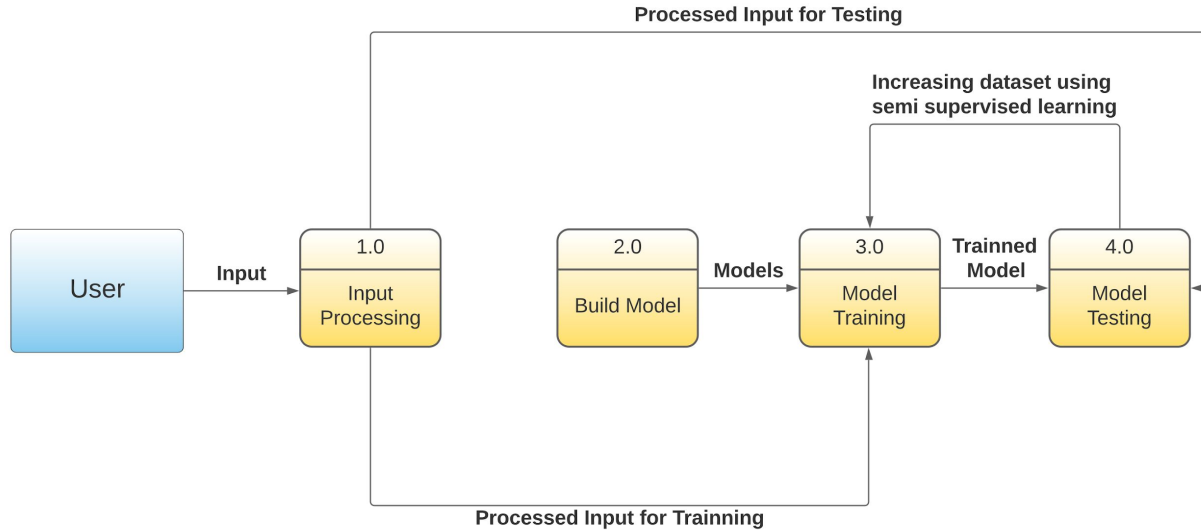 Processed Input for Testing
Increasing dataset using
semi supervised learning
User
Input
1.0
Input
Processing
2.0
Build Model
Models
3.0
Model
Training
Trainned
Model
4.0
Model
Testing
Processed Input for Trainning